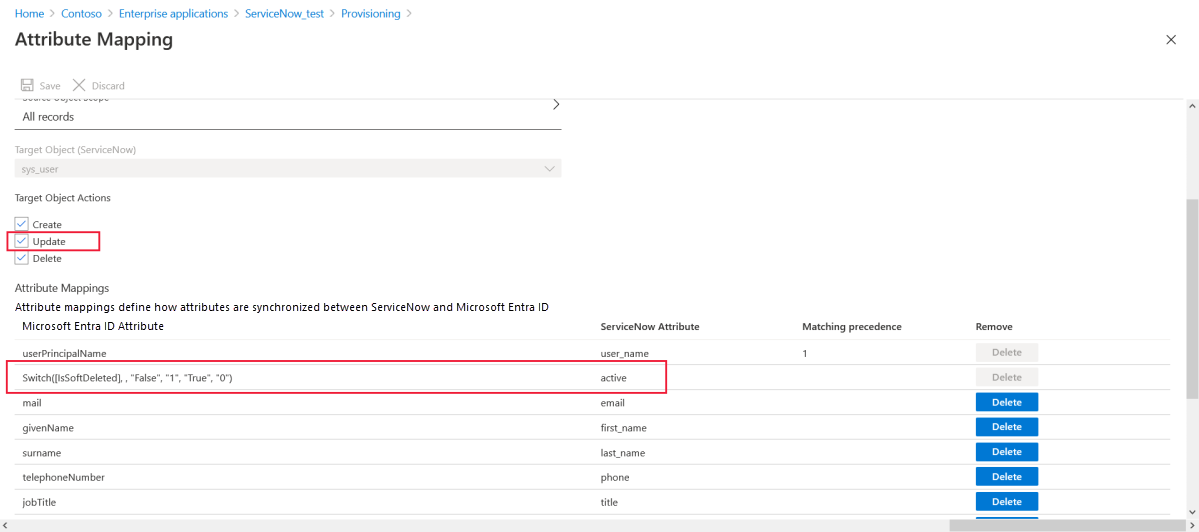 Home > Contoso > Enterprise applications > ServiceNow_test > Provisioning >
Attribute Mapping
Save Discard
Source Object Scope
All records
Target Object (ServiceNow)
sys_user
Target Object Actions
Create
Update
Delete
Attribute Mappings
Attribute mappings define how attributes are synchronized between ServiceNow and Microsoft Entra ID
Microsoft Entra ID Attribute ServiceNow Attribute Matching precedence Remove
userPrincipalName user_name 1 Delete
Switch([IsSoftDeleted], , "False", "1", "True", "0") active Delete
mail email Delete
givenName first_name Delete
surname last_name Delete
telephoneNumber phone Delete
jobTitle title Delete